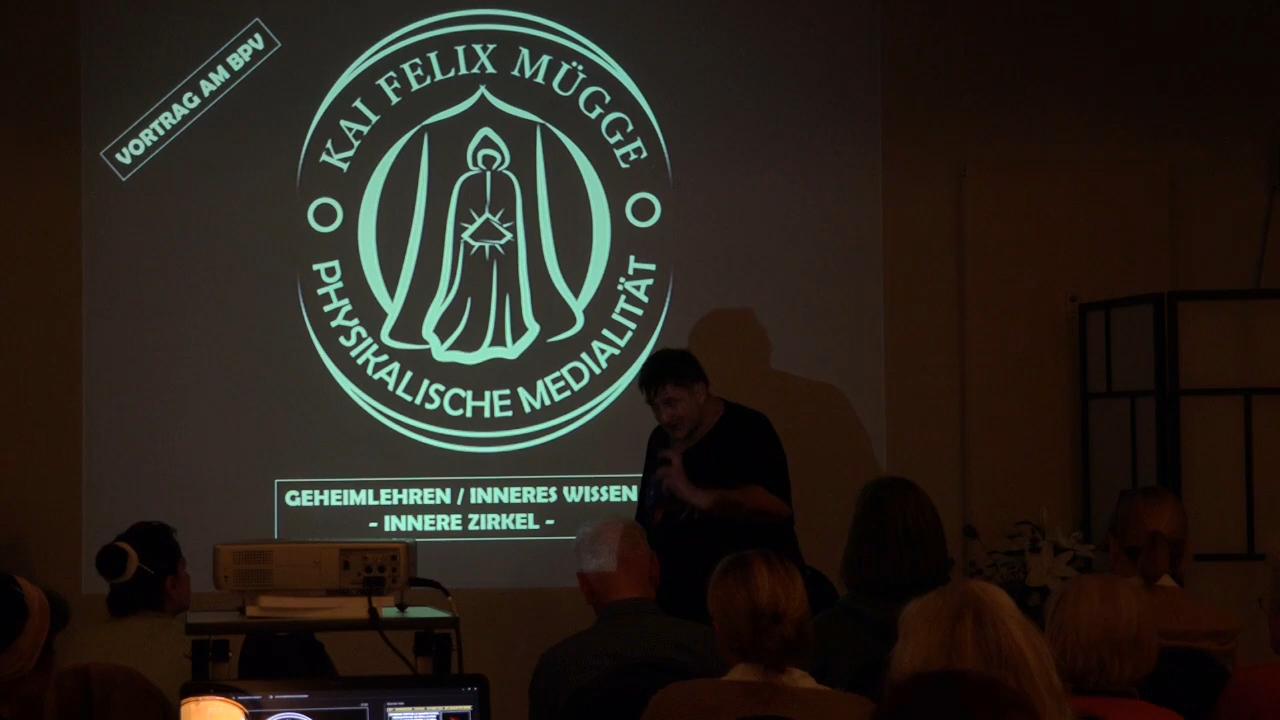 VORTRAG AM BPV
KAI FELIX MÜGGE
PHYSIKALISCHE MEDIALITÄT
GEHEIMLEHREN / INNERES WISSEN
- INNERE ZIRKEL -